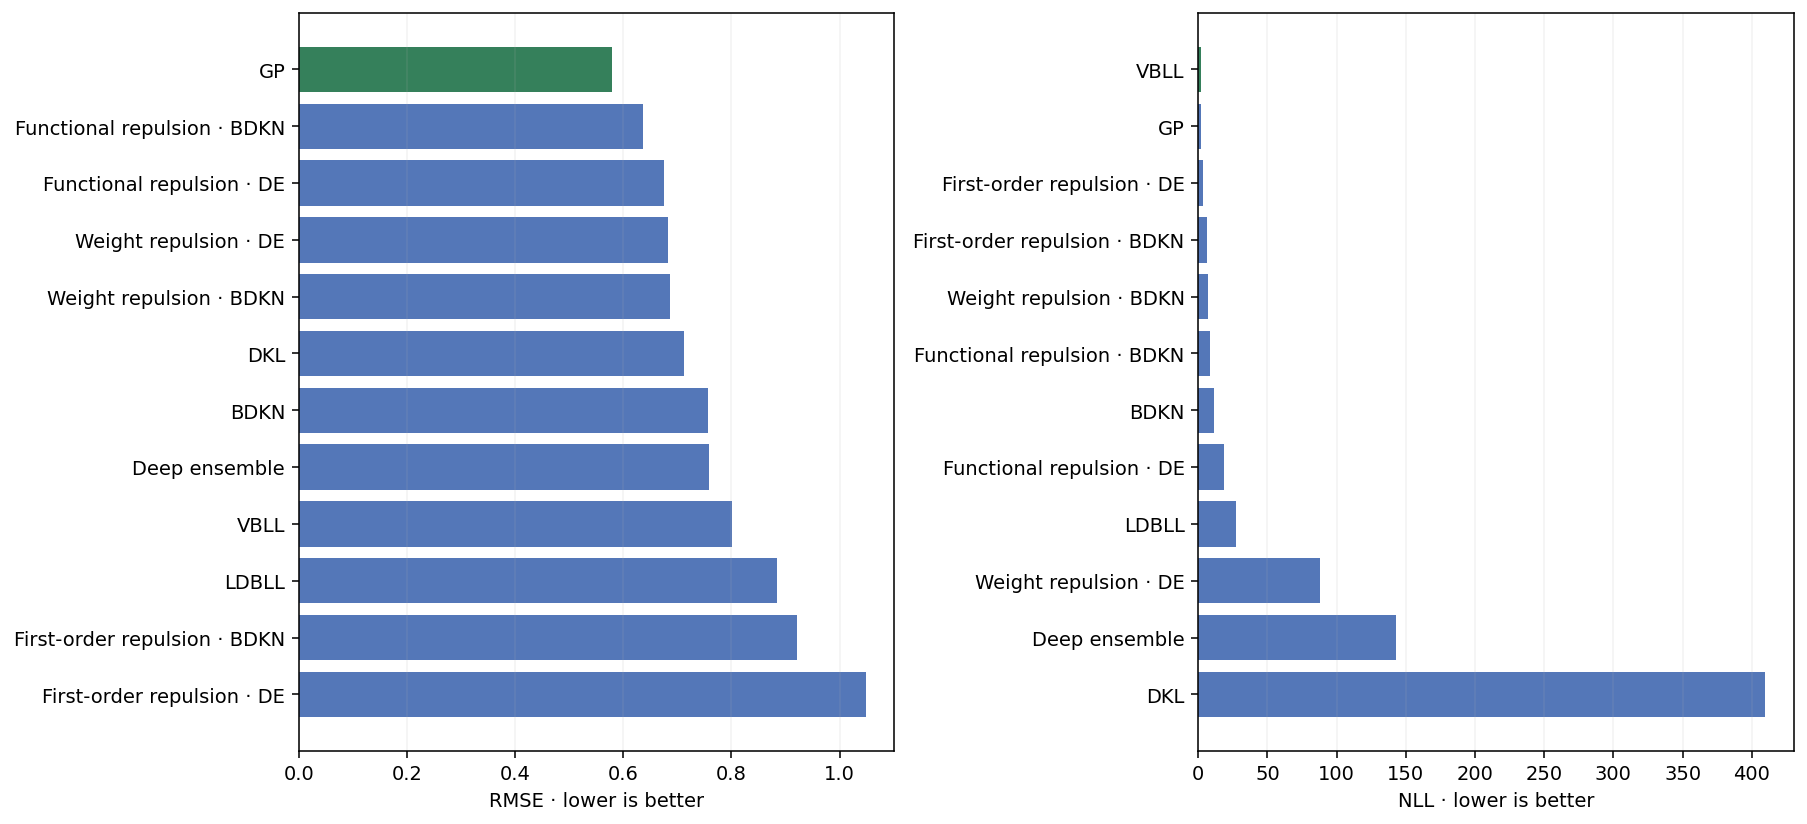 GP
Functional repulsion · BDKN
Functional repulsion · DE
Weight repulsion · DE
Weight repulsion · BDKN
DKL
BDKN
Deep ensemble
VBLL
LDBLL
First-order repulsion · BDKN
First-order repulsion · DE
0.0 0.2 0.4 0.6 0.8 1.0
RMSE · lower is better
VBLL
GP
First-order repulsion · DE
First-order repulsion · BDKN
Weight repulsion · BDKN
Functional repulsion · BDKN
BDKN
Functional repulsion · DE
LDBLL
Weight repulsion · DE
Deep ensemble
DKL
0 50 100 150 200 250 300 350 400
NLL · lower is better